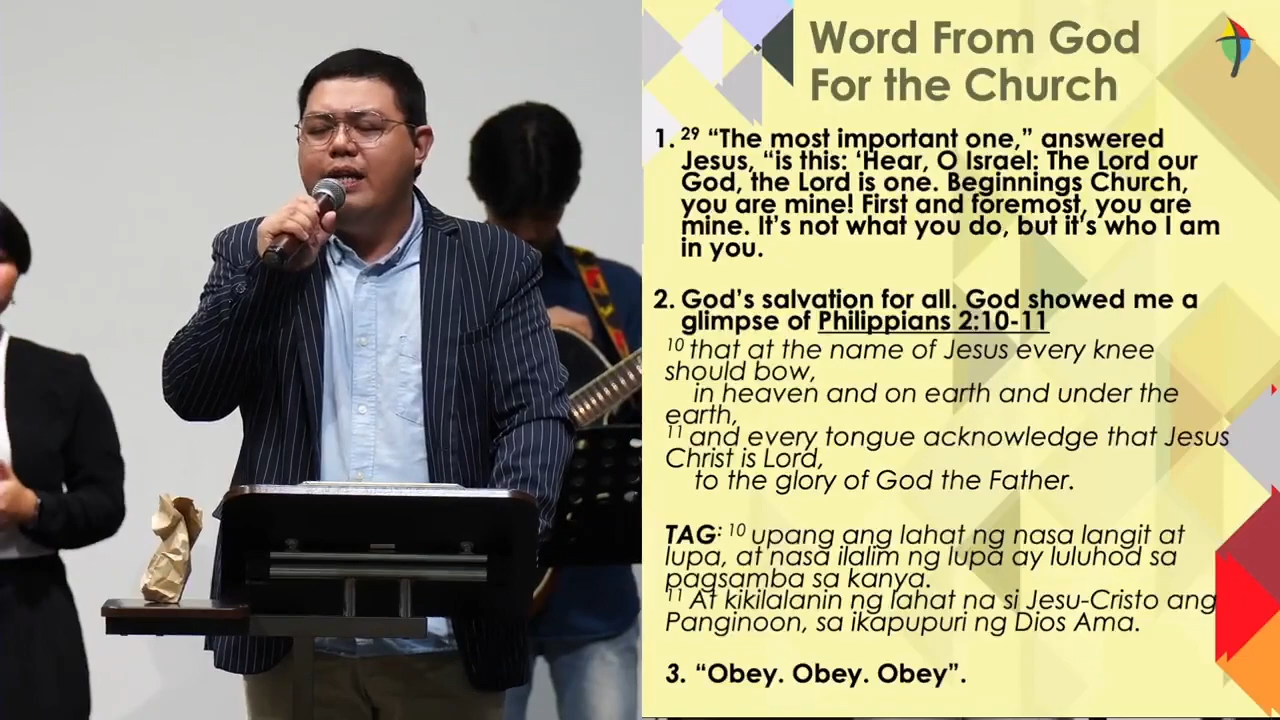 Word From God
For the Church
1. 29 “The most important one,” answered
Jesus, “is this: ‘Hear, O Israel: The Lord our
God, the Lord is one. Beginnings Church,
you are mine! First and foremost, you are
mine. It’s not what you do, but it’s who I am
in you.
2. God’s salvation for all. God showed me a
glimpse of Philippians 2:10-11
10 that at the name of Jesus every knee
should bow,
in heaven and on earth and under the
earth,
11 and every tongue acknowledge that Jesus
Christ is Lord,
to the glory of God the Father.
TAG: 10 upang ang lahat ng nasa langit at
lupa, at nasa ilalim ng lupa ay luluhod sa
pagsamba sa kanya.
11 At kikilalanin ng lahat na si Jesu-Cristo ang
Panginoon, sa ikapupuri ng Dios Ama.
3. “Obey. Obey. Obey”.